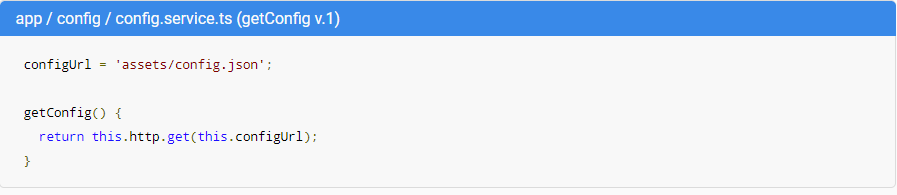 app / config / config.service.ts (getConfig v.1)
configUrl = 'assets/config.json';
getConfig() {
  return this.http.get(this.configUrl);
}